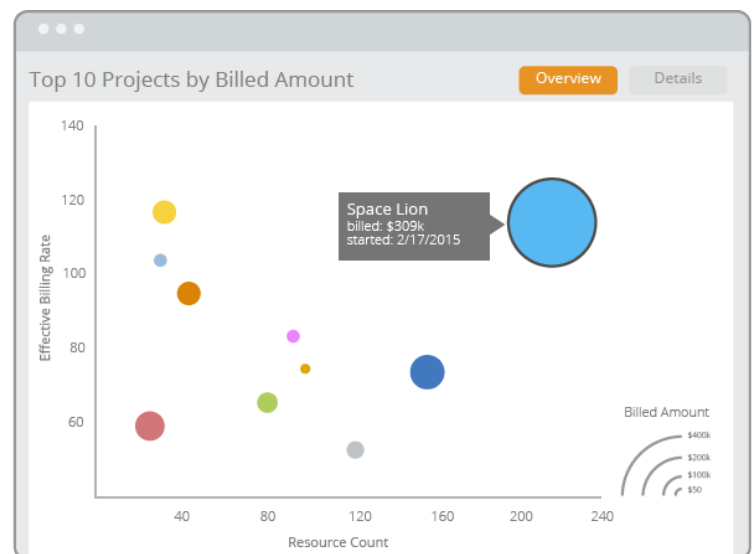 Top 10 Projects by Billed Amount
Overview
Details
140
120
100
80
60
Effective Billing Rate
Space Lion
billed: $309k
started: 2/17/2015
Billed Amount
$400k
$200k
$100k
$50
40
80
120
160
200
240
Resource Count